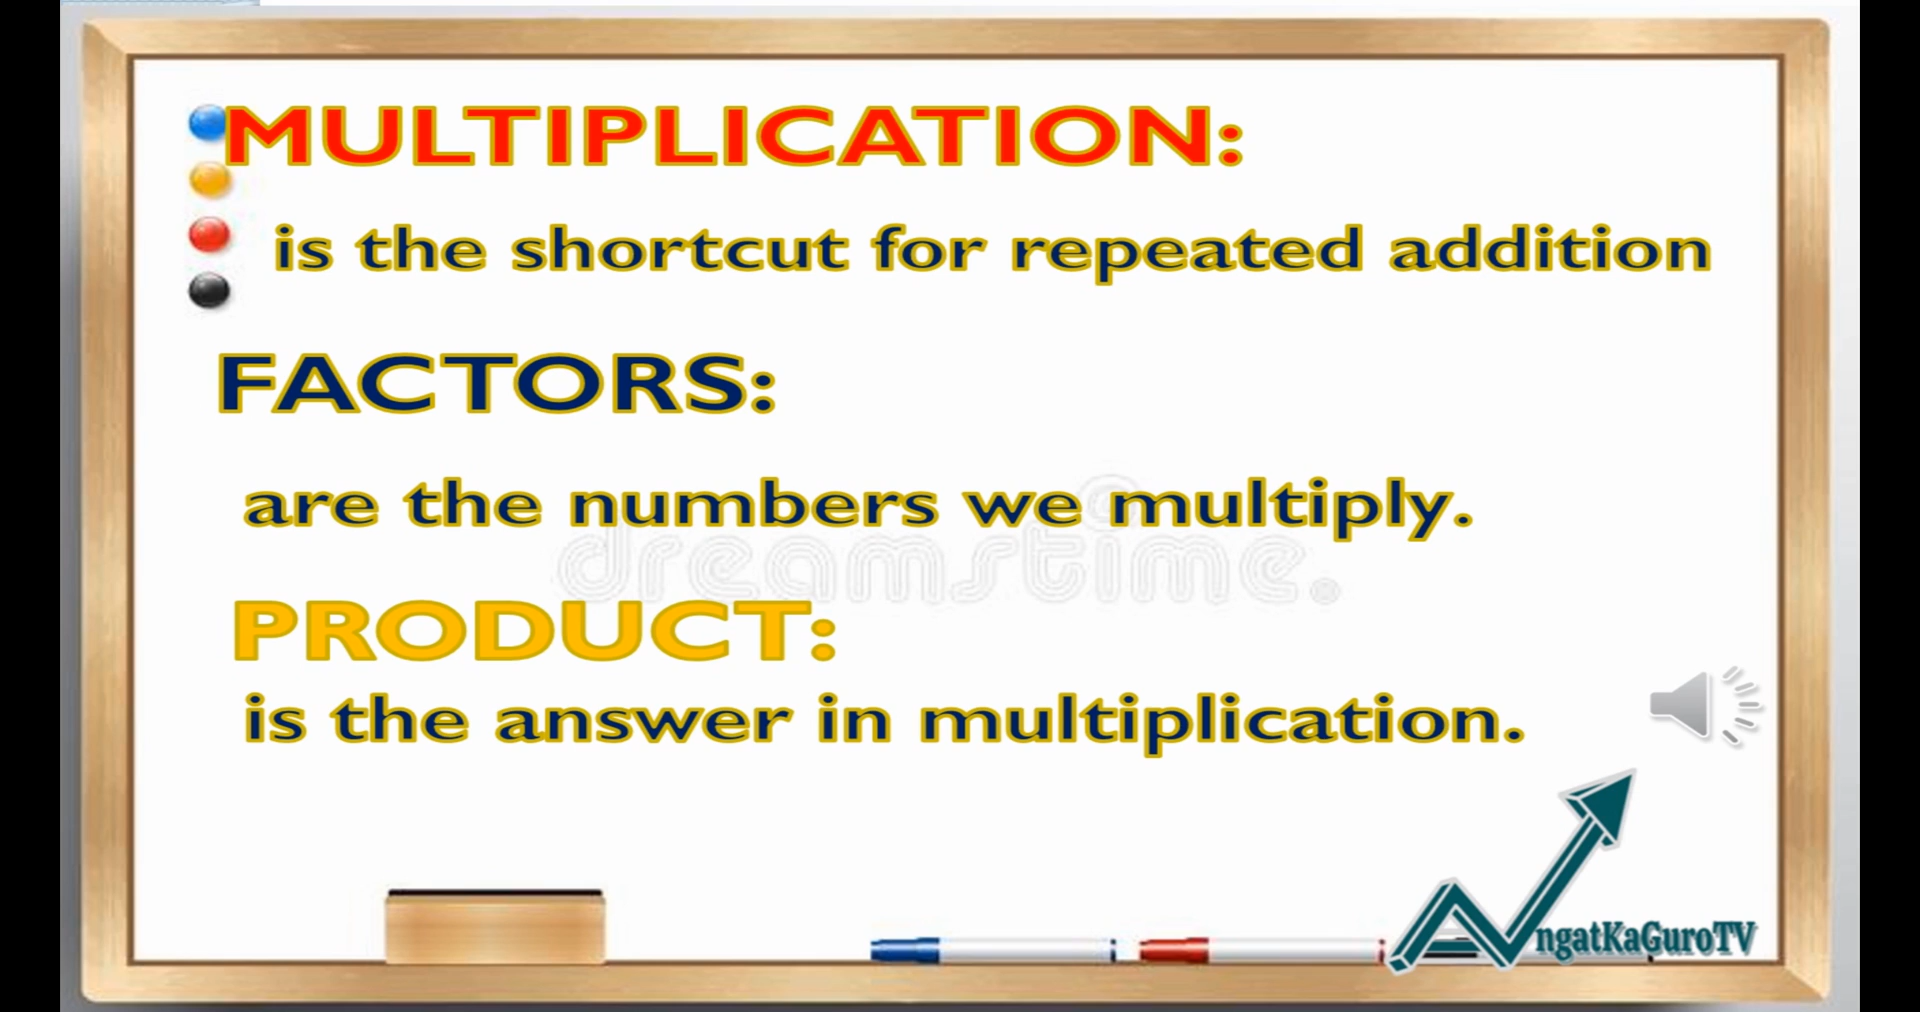 MULTIPLICATION:
is the shortcut for repeated addition
FACTORS:
are the numbers we multiply.
dreamstime.
PRODUCT:
is the answer in multiplication.
AngatKaGuroTV